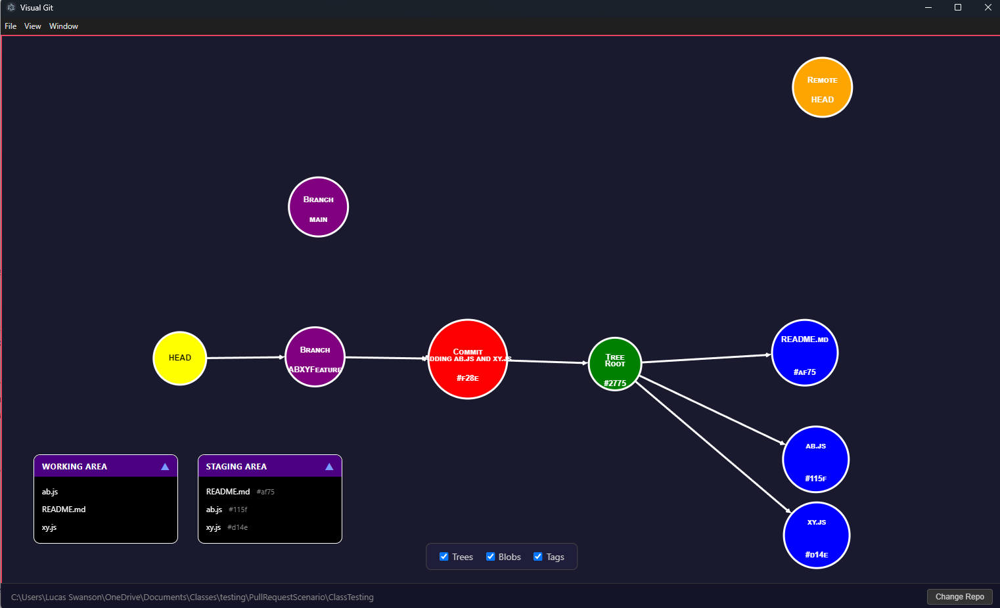 Visual Git
File View Window
Remote
HEAD
Branch
main
HEAD
Branch
ABXYFeature
Commit
Adding ab.js and xy.js
#f28e
Tree
Root
#2775
README.md
#af75
ab.js
#115f
xy.js
#d14e
WORKING AREA
ab.js
README.md
xy.js
STAGING AREA
README.md #af75
ab.js #115f
xy.js #d14e
Trees Blobs Tags
C:\Users\Lucas Swanson\OneDrive\Documents\Classes\testing\PullRequestScenario\ClassTesting
Change Repo